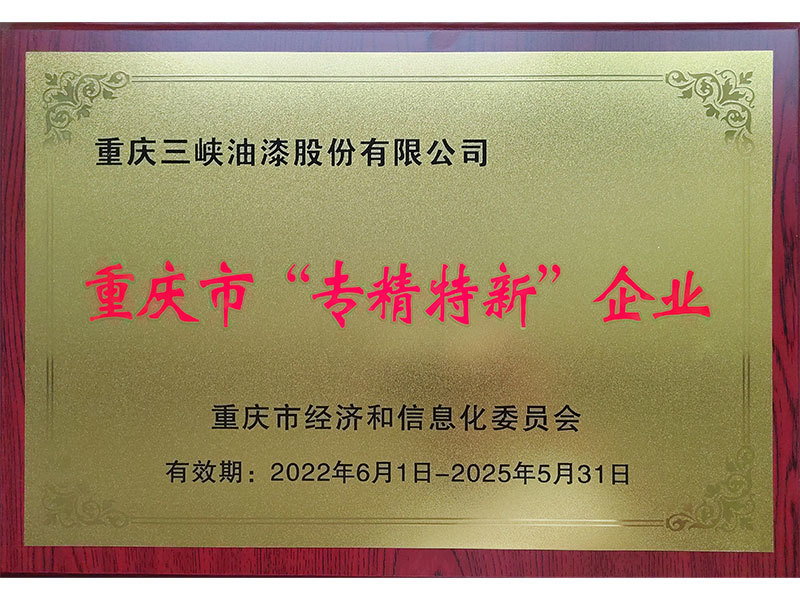 重庆三峡油漆股份有限公司
重庆市“专精特新”企业
重庆市经济和信息化委员会
有效期：2022年6月1日-2025年5月31日